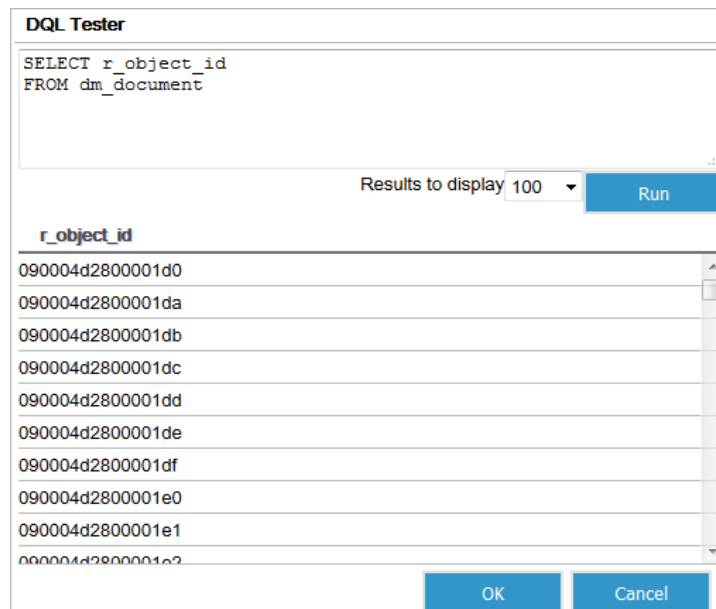 DQL Tester
SELECT r_object_id
FROM dm_document
Results to display 100 Run
r_object_id
090004d2800001d0
090004d2800001da
090004d2800001db
090004d2800001dc
090004d2800001dd
090004d2800001de
090004d2800001df
090004d2800001e0
090004d2800001e1
090004d2800001e2
OK Cancel